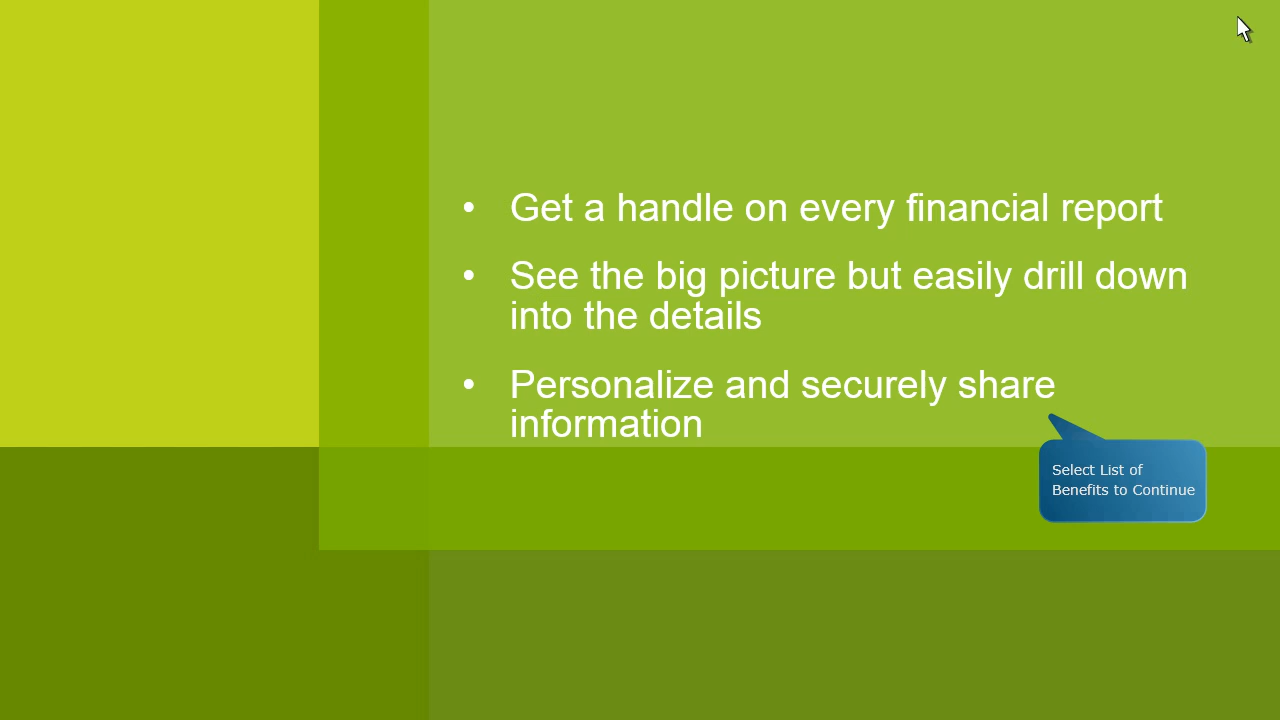 • Get a handle on every financial report
• See the big picture but easily drill down
into the details
• Personalize and securely share
information
Select List of
Benefits to Continue